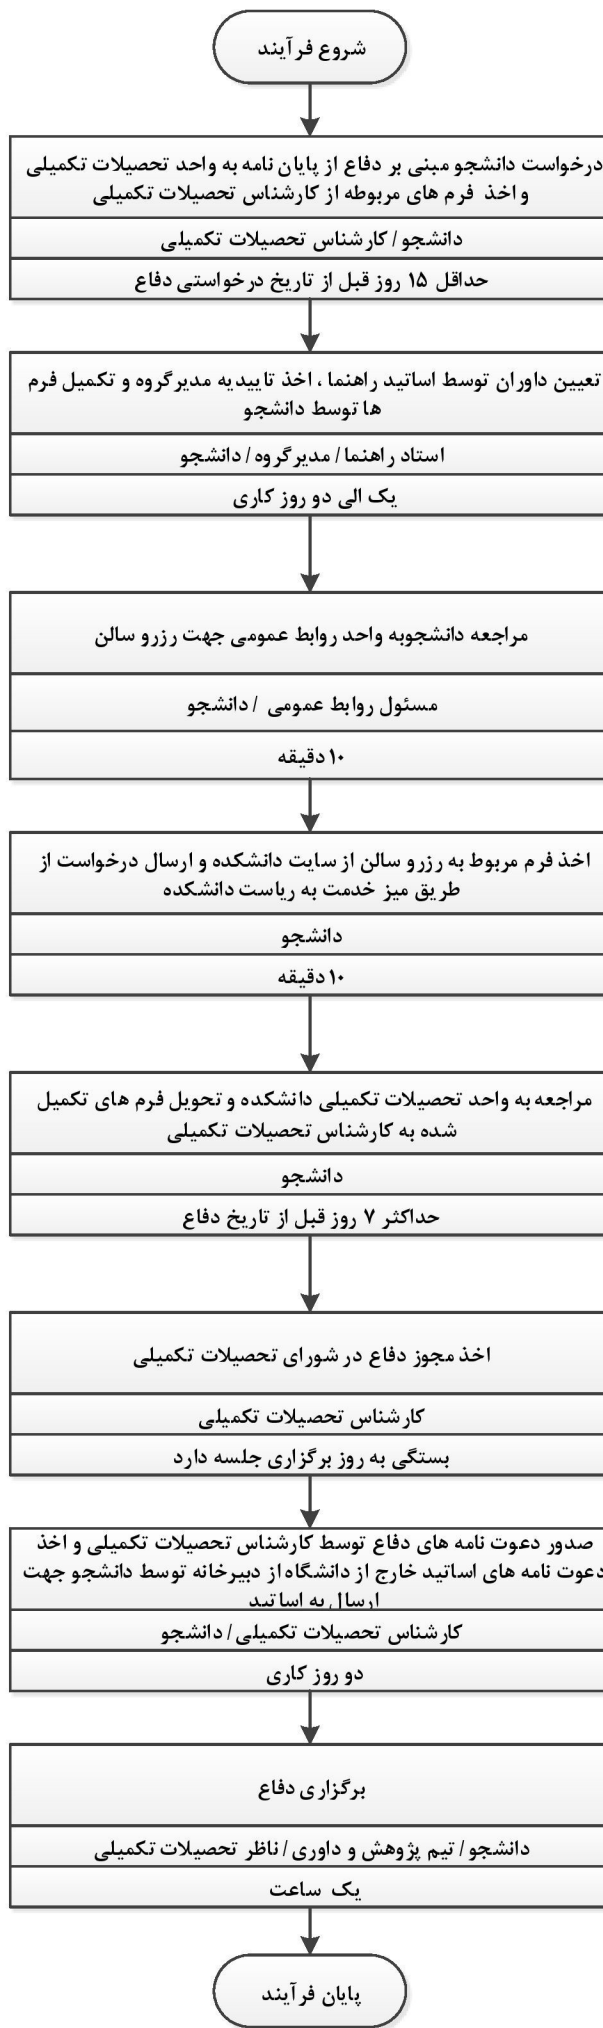 شروع فرآیند
درخواست دانشجو مبنی بر دفاع از پایان نامه به واحد تحصیلات تکمیلی
و اخذ فرم های مربوطه از کارشناس تحصیلات تکمیلی
دانشجو / کارشناس تحصیلات تکمیلی
حداقل ۱۵ روز قبل از تاریخ درخواستی دفاع
تعیین داوران توسط اساتید راهنما ، اخذ تاییدیه مدیرگروه و تکمیل فرم
ها توسط دانشجو
استاد راهنما / مدیرگروه / دانشجو
یک الی دو روز کاری
مراجعه دانشجوبه واحد روابط عمومی جهت رزرو سالن
مسئول روابط عمومی / دانشجو
۱۰ دقیقه
اخذ فرم مربوط به رزرو سالن از سایت دانشکده و ارسال درخواست از
طریق میز خدمت به ریاست دانشکده
دانشجو
۱۰ دقیقه
مراجعه به واحد تحصیلات تکمیلی دانشکده و تحویل فرم های تکمیل
شده به کارشناس تحصیلات تکمیلی
دانشجو
حداکثر ۷ روز قبل از تاریخ دفاع
اخذ مجوز دفاع در شورای تحصیلات تکمیلی
کارشناس تحصیلات تکمیلی
بستگی به روز برگزاری جلسه دارد
صدور دعوت نامه های دفاع توسط کارشناس تحصیلات تکمیلی و اخذ
دعوت نامه های اساتید خارج از دانشگاه از دبیرخانه توسط دانشجو جهت
ارسال به اساتید
کارشناس تحصیلات تکمیلی / دانشجو
دو روز کاری
برگزاری دفاع
دانشجو / تیم پژوهش و داوری / ناظر تحصیلات تکمیلی
یک ساعت
پایان فرآیند